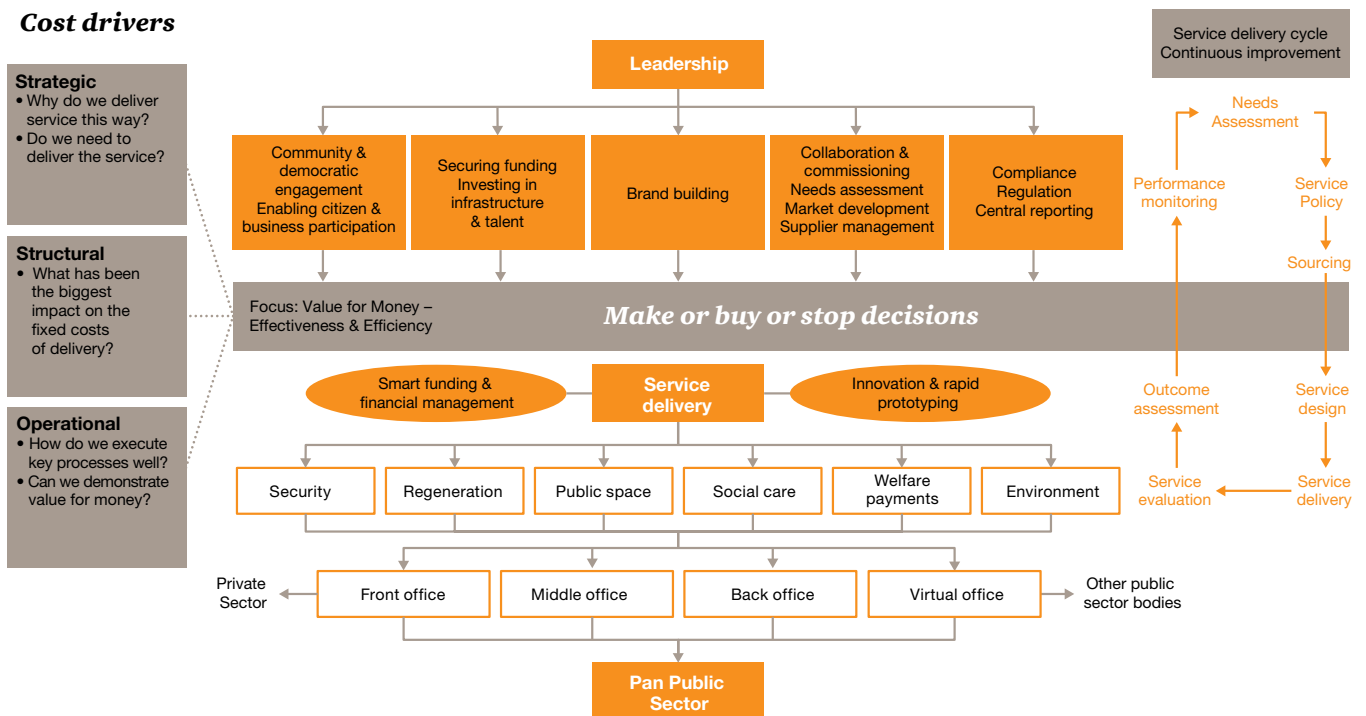 Cost drivers
Strategic
• Why do we deliver
service this way?
• Do we need to
deliver the service?
Structural
• What has been
the biggest
impact on the
fixed costs
of delivery?
Operational
• How do we execute
key processes well?
• Can we demonstrate
value for money?
Leadership
Community &
democratic
engagement
Enabling citizen &
business participation
Securing funding
Investing in
infrastructure
& talent
Brand building
Collaboration &
commissioning
Needs assessment
Market development
Supplier management
Compliance
Regulation
Central reporting
Focus: Value for Money –
Effectiveness & Efficiency
Make or buy or stop decisions
Smart funding &
financial management
Service
delivery
Innovation & rapid
prototyping
Security
Regeneration
Public space
Social care
Welfare
payments
Environment
Private
Sector
Front office
Middle office
Back office
Virtual office
Other public
sector bodies
Pan Public
Sector
Service delivery cycle
Continuous improvement
Needs
Assessment
Service
Policy
Sourcing
Service
design
Service
delivery
Service
evaluation
Outcome
assessment
Performance
monitoring